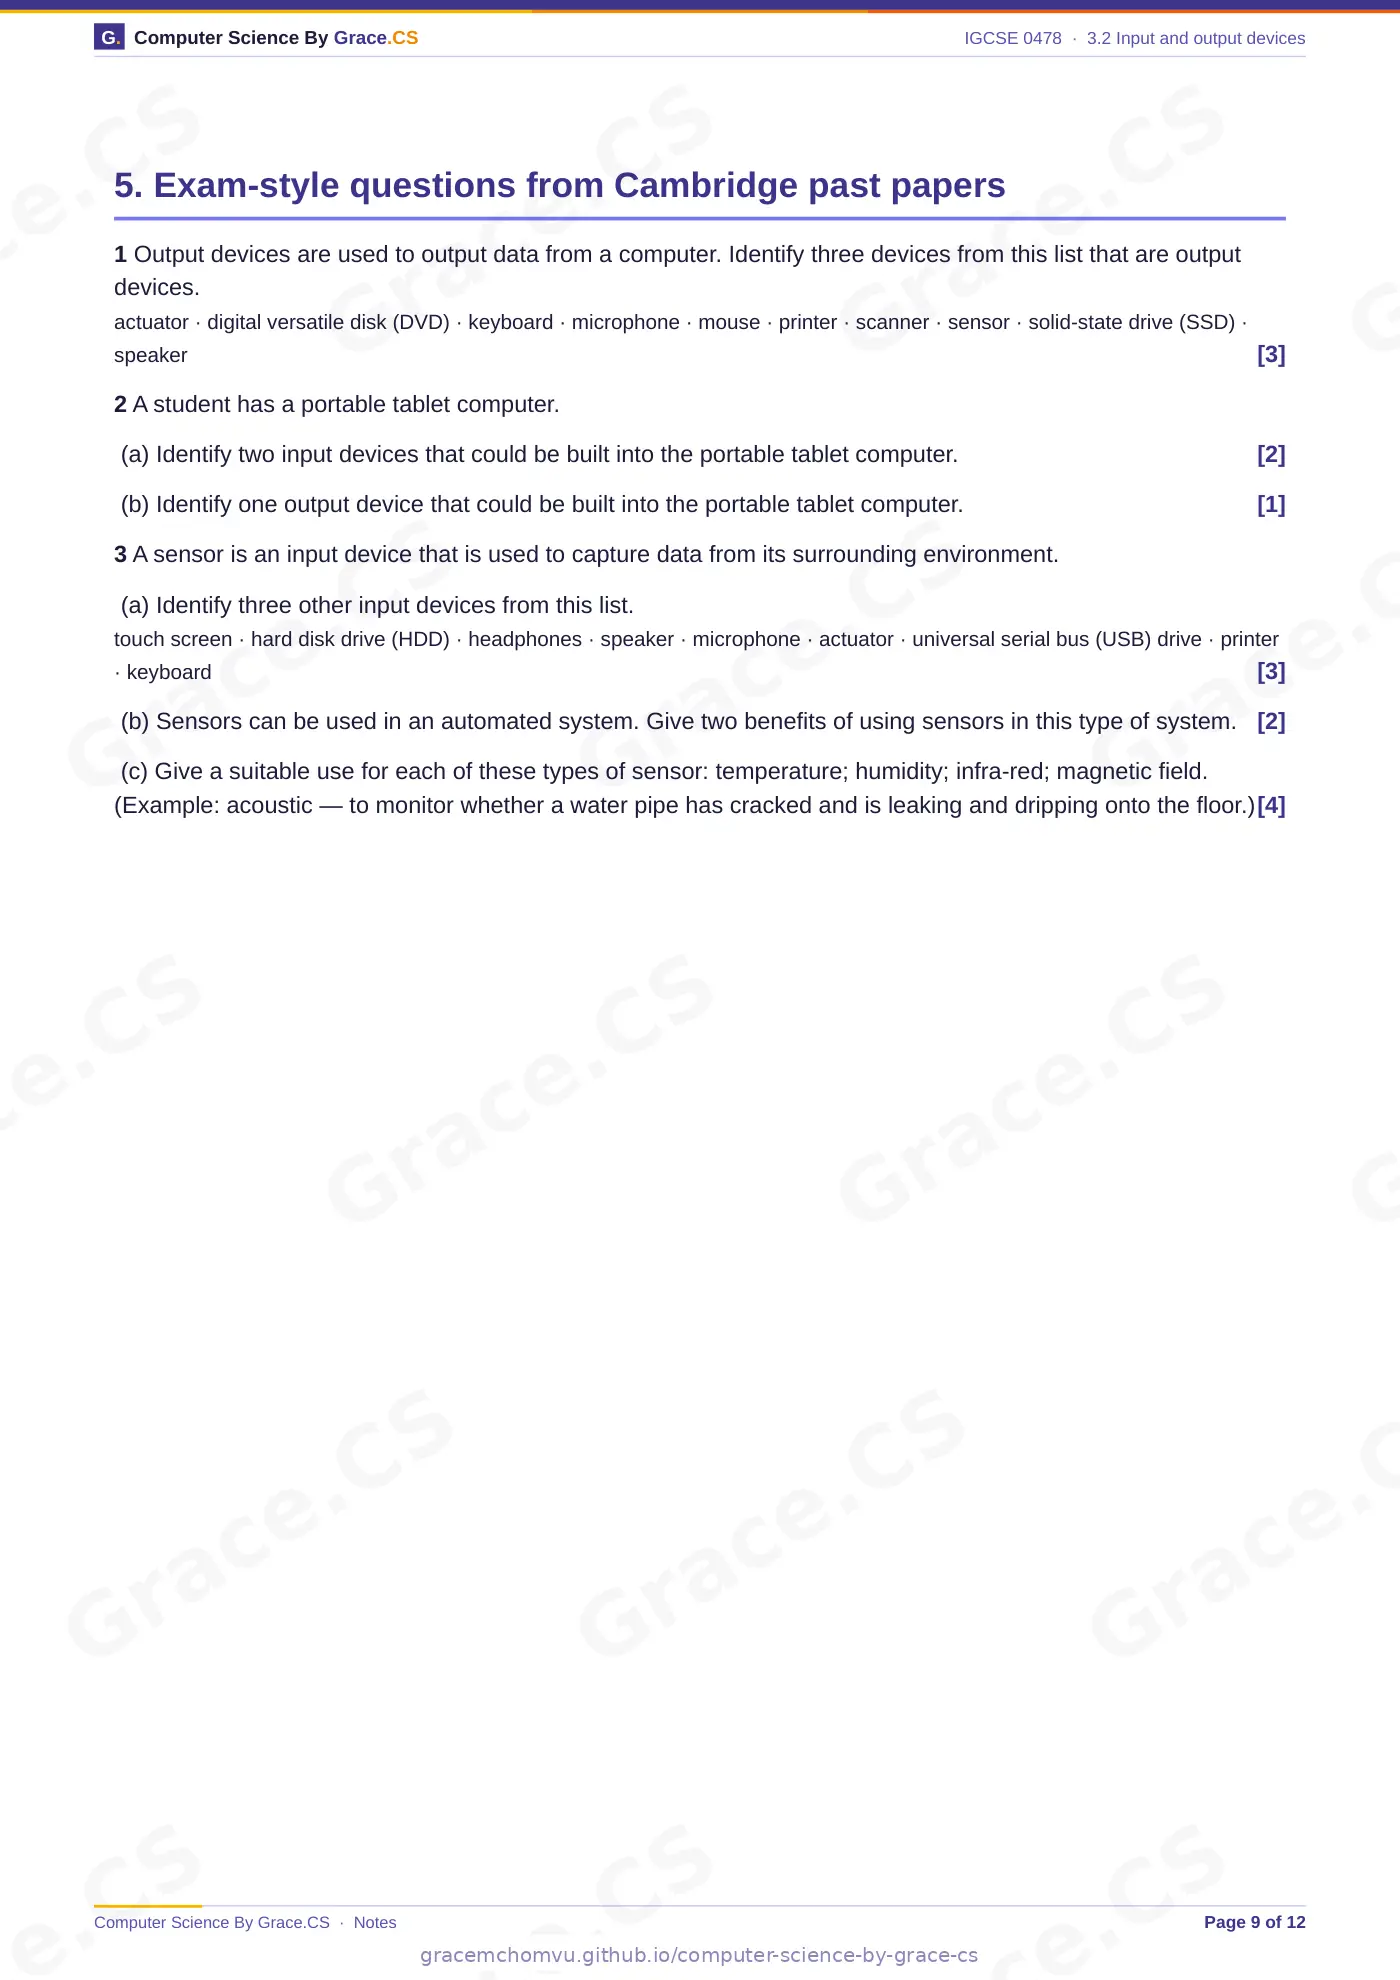 G. Computer Science By Grace.CS
IGCSE 0478 · 3.2 Input and output devices
5. Exam-style questions from Cambridge past papers
1 Output devices are used to output data from a computer. Identify three devices from this list that are output
devices.
actuator · digital versatile disk (DVD) · keyboard · microphone · mouse · printer · scanner · sensor · solid-state drive (SSD) ·
speaker [3]
2 A student has a portable tablet computer.
(a) Identify two input devices that could be built into the portable tablet computer. [2]
(b) Identify one output device that could be built into the portable tablet computer. [1]
3 A sensor is an input device that is used to capture data from its surrounding environment.
(a) Identify three other input devices from this list.
touch screen · hard disk drive (HDD) · headphones · speaker · microphone · actuator · universal serial bus (USB) drive · printer
· keyboard [3]
(b) Sensors can be used in an automated system. Give two benefits of using sensors in this type of system. [2]
(c) Give a suitable use for each of these types of sensor: temperature; humidity; infra-red; magnetic field.
(Example: acoustic — to monitor whether a water pipe has cracked and is leaking and dripping onto the floor.) [4]
Computer Science By Grace.CS · Notes
Page 9 of 12
gracemchomvu.github.io/computer-science-by-grace-cs